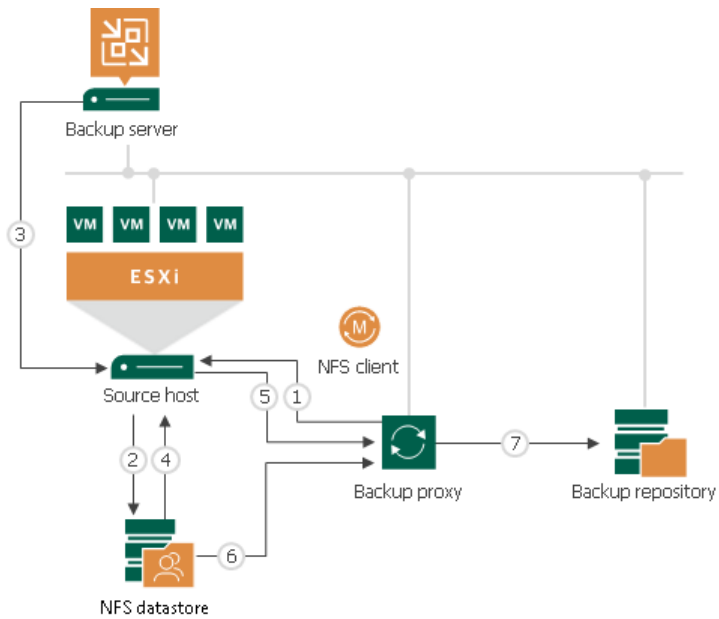 Backup server
3
VM VM VM VM
ESXi
M
NFS client
Source host
5 1
2 4
7
Backup proxy
Backup repository
6
NFS datastore